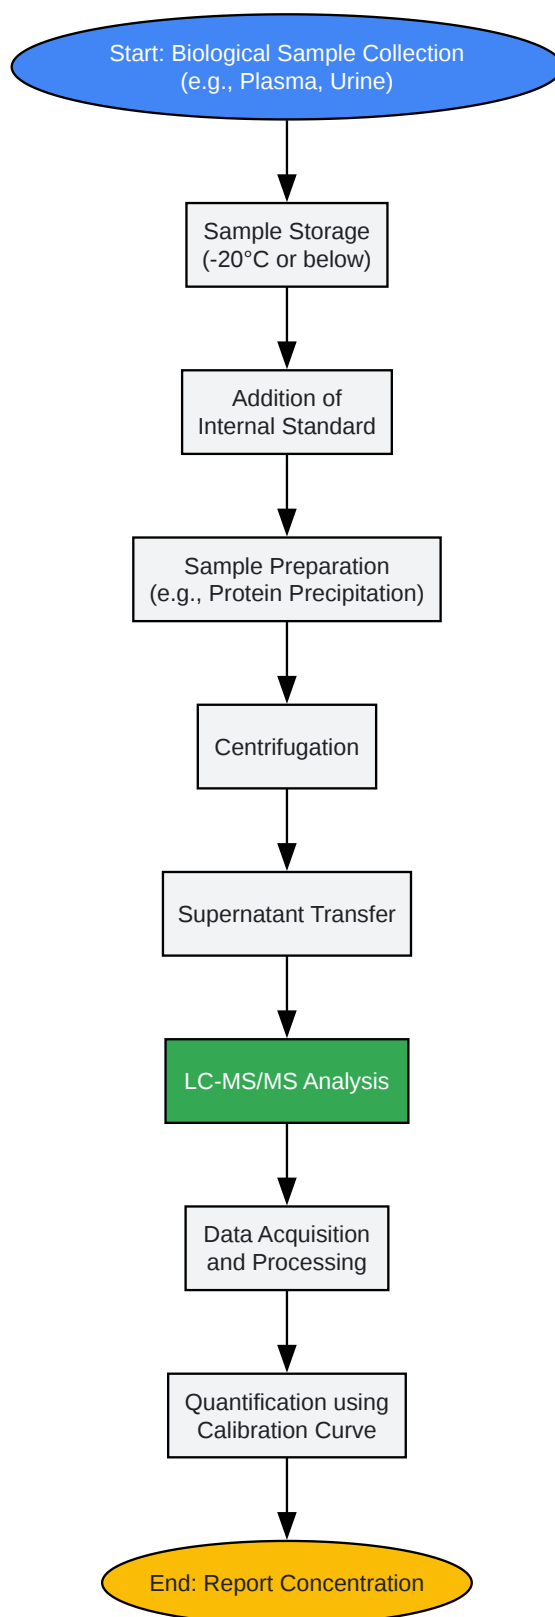 Start: Biological Sample Collection
(e.g., Plasma, Urine)
Sample Storage
(-20°C or below)
Addition of
Internal Standard
Sample Preparation
(e.g., Protein Precipitation)
Centrifugation
Supernatant Transfer
LC-MS/MS Analysis
Data Acquisition
and Processing
Quantification using
Calibration Curve
End: Report Concentration